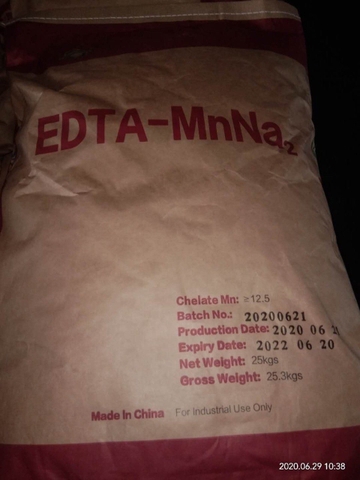 EDTA-MnNa₂
Chelate Mn: ≥12.5
Batch No.: 20200621
Production Date: 2020 06 21
Expiry Date: 2022 06 20
Net Weight: 25kgs
Gross Weight: 25.3kgs
Made In China For Industrial Use Only
2020.06.29 10:38